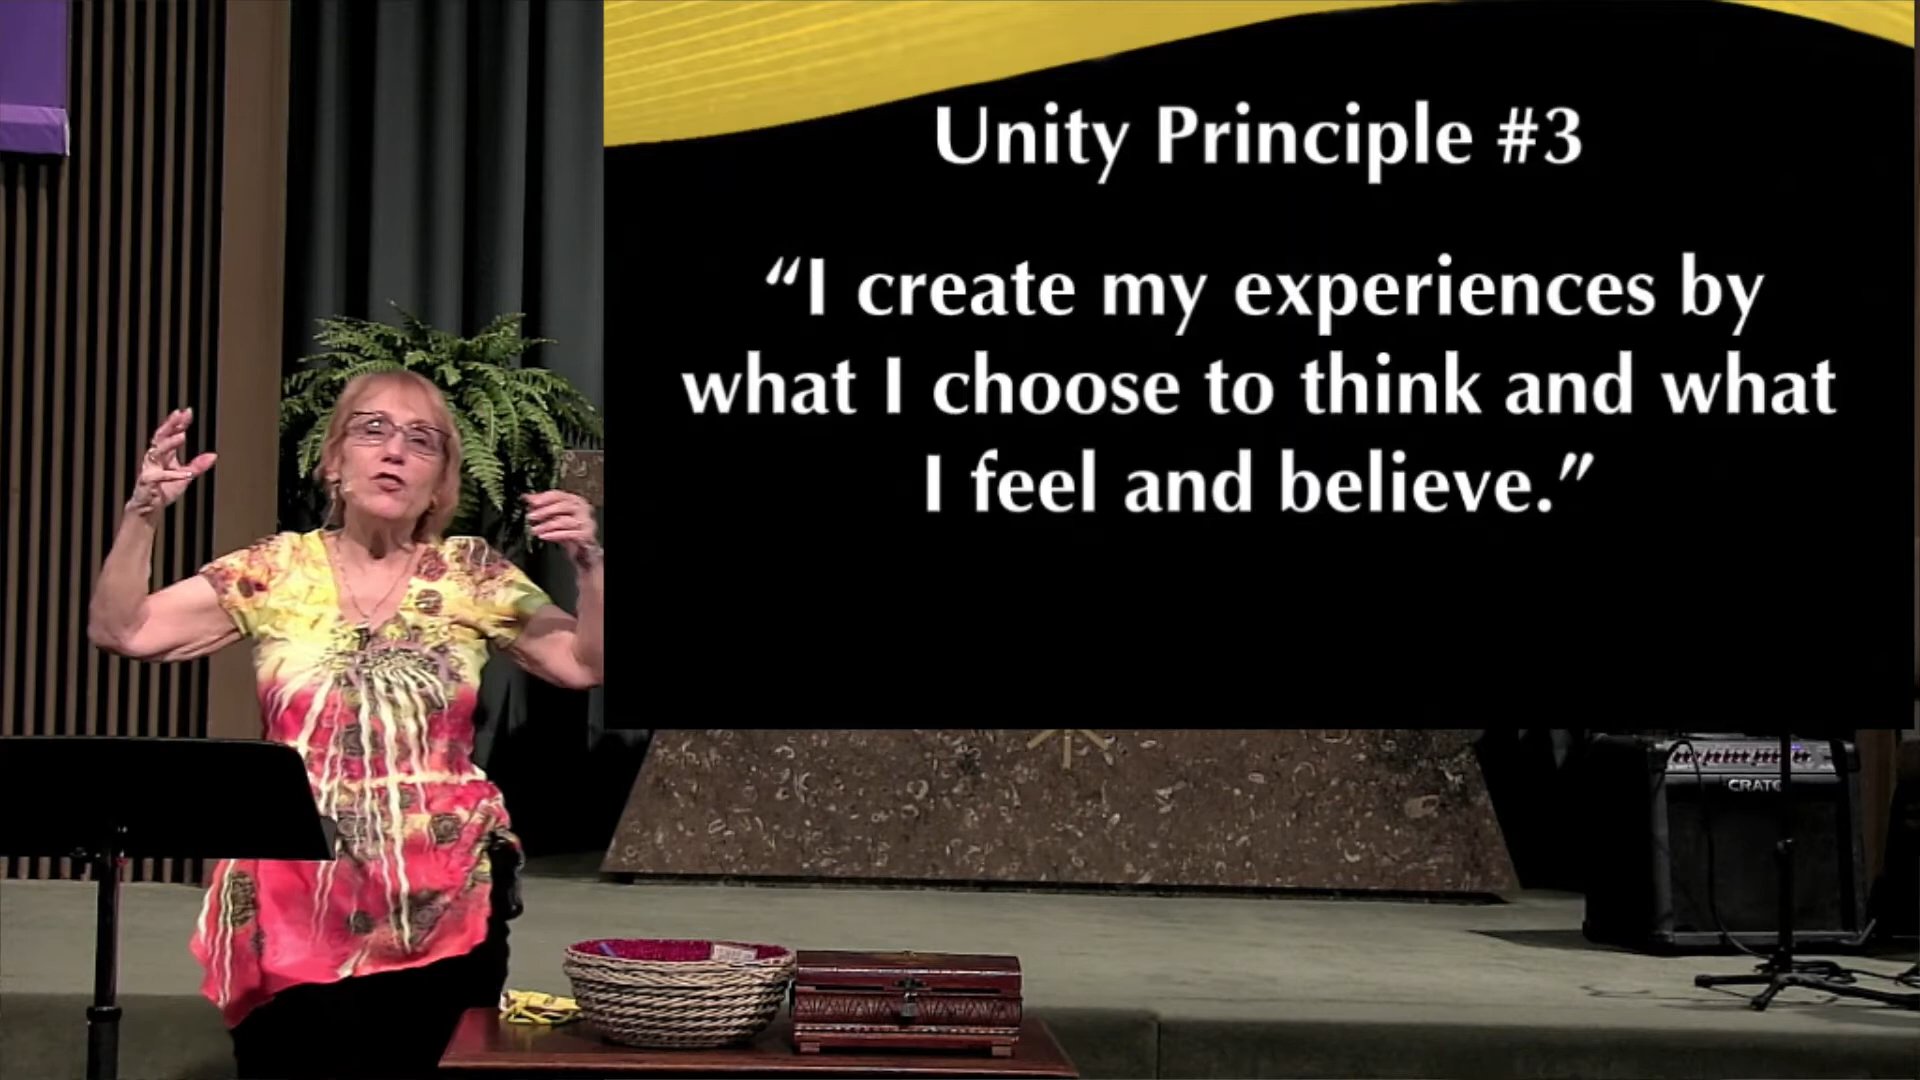 Unity Principle #3
“I create my experiences by
what I choose to think and what
I feel and believe.”
CRATE